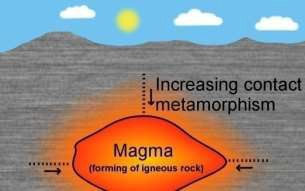 Increasing contact
metamorphism
Magma
(forming of igneous rock)